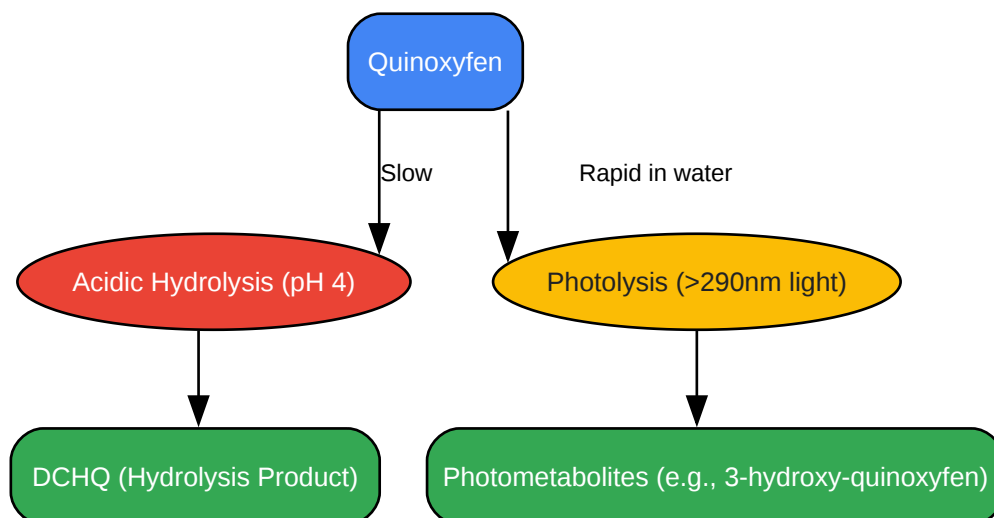 Quinoxyfen
Slow
Rapid in water
Acidic Hydrolysis (pH 4)
Photolysis (>290nm light)
DCHQ (Hydrolysis Product)
Photometabolites (e.g., 3-hydroxy-quinoxyfen)